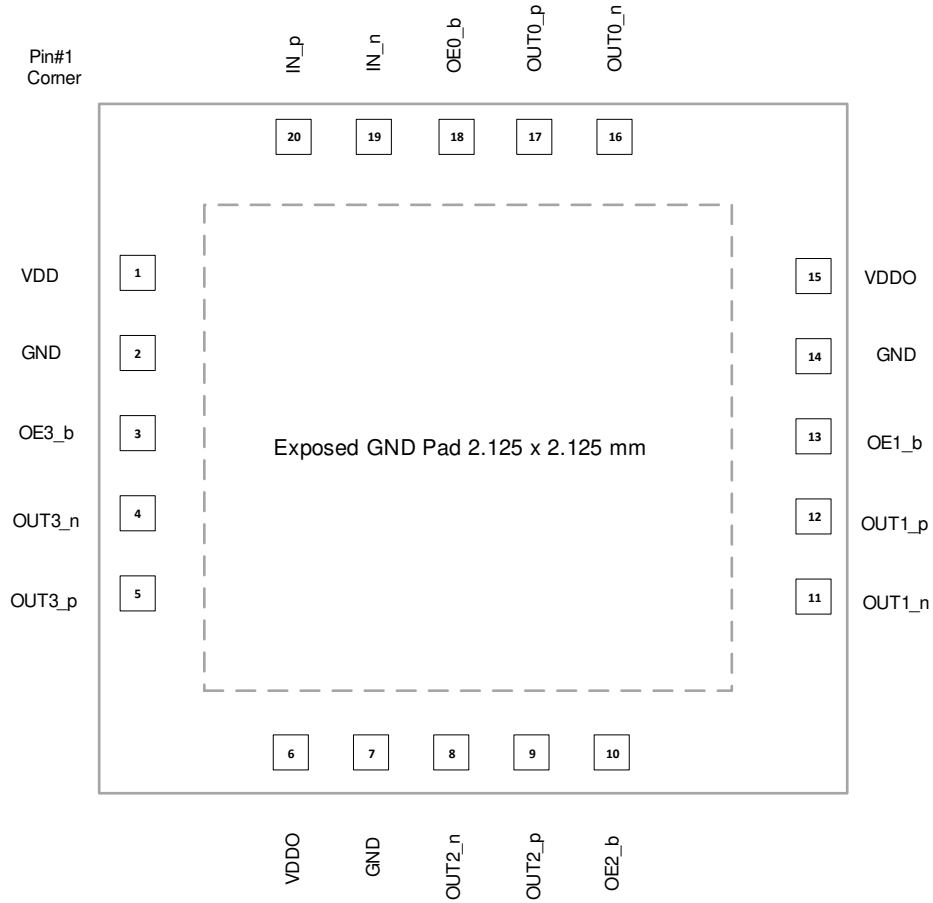 Pin#1
Corner
IN_p
IN_n
OE0_b
OUT0_p
OUT0_n
20
19
18
17
16
VDD
1
15
VDDO
GND
2
14
GND
OE3_b
3
13
OE1_b
Exposed GND Pad 2.125 x 2.125 mm
OUT3_n
4
12
OUT1_p
OUT3_p
5
11
OUT1_n
6
7
8
9
10
VDDO
GND
OUT2_n
OUT2_p
OE2_b